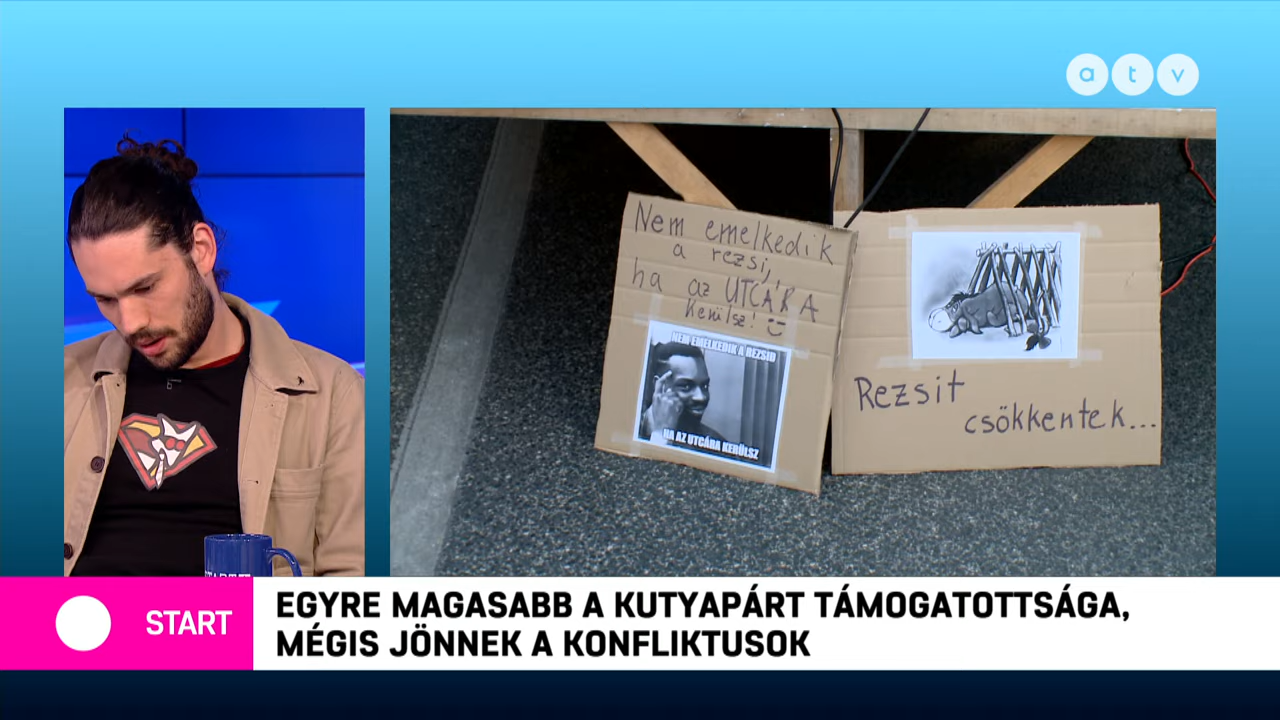 atv
Nem emelkedik
a rezsi,
ha az UTCÁRA
kerülsz! :)
NEM EMELKEDIK A REZSID
HA AZ UTCÁRA KERÜLSZ
Rezsit
csökkentek...
START
EGYRE MAGASABB A KUTYAPÁRT TÁMOGATOTTSÁGA,
MÉGIS JÖNNEK A KONFLIKTUSOK